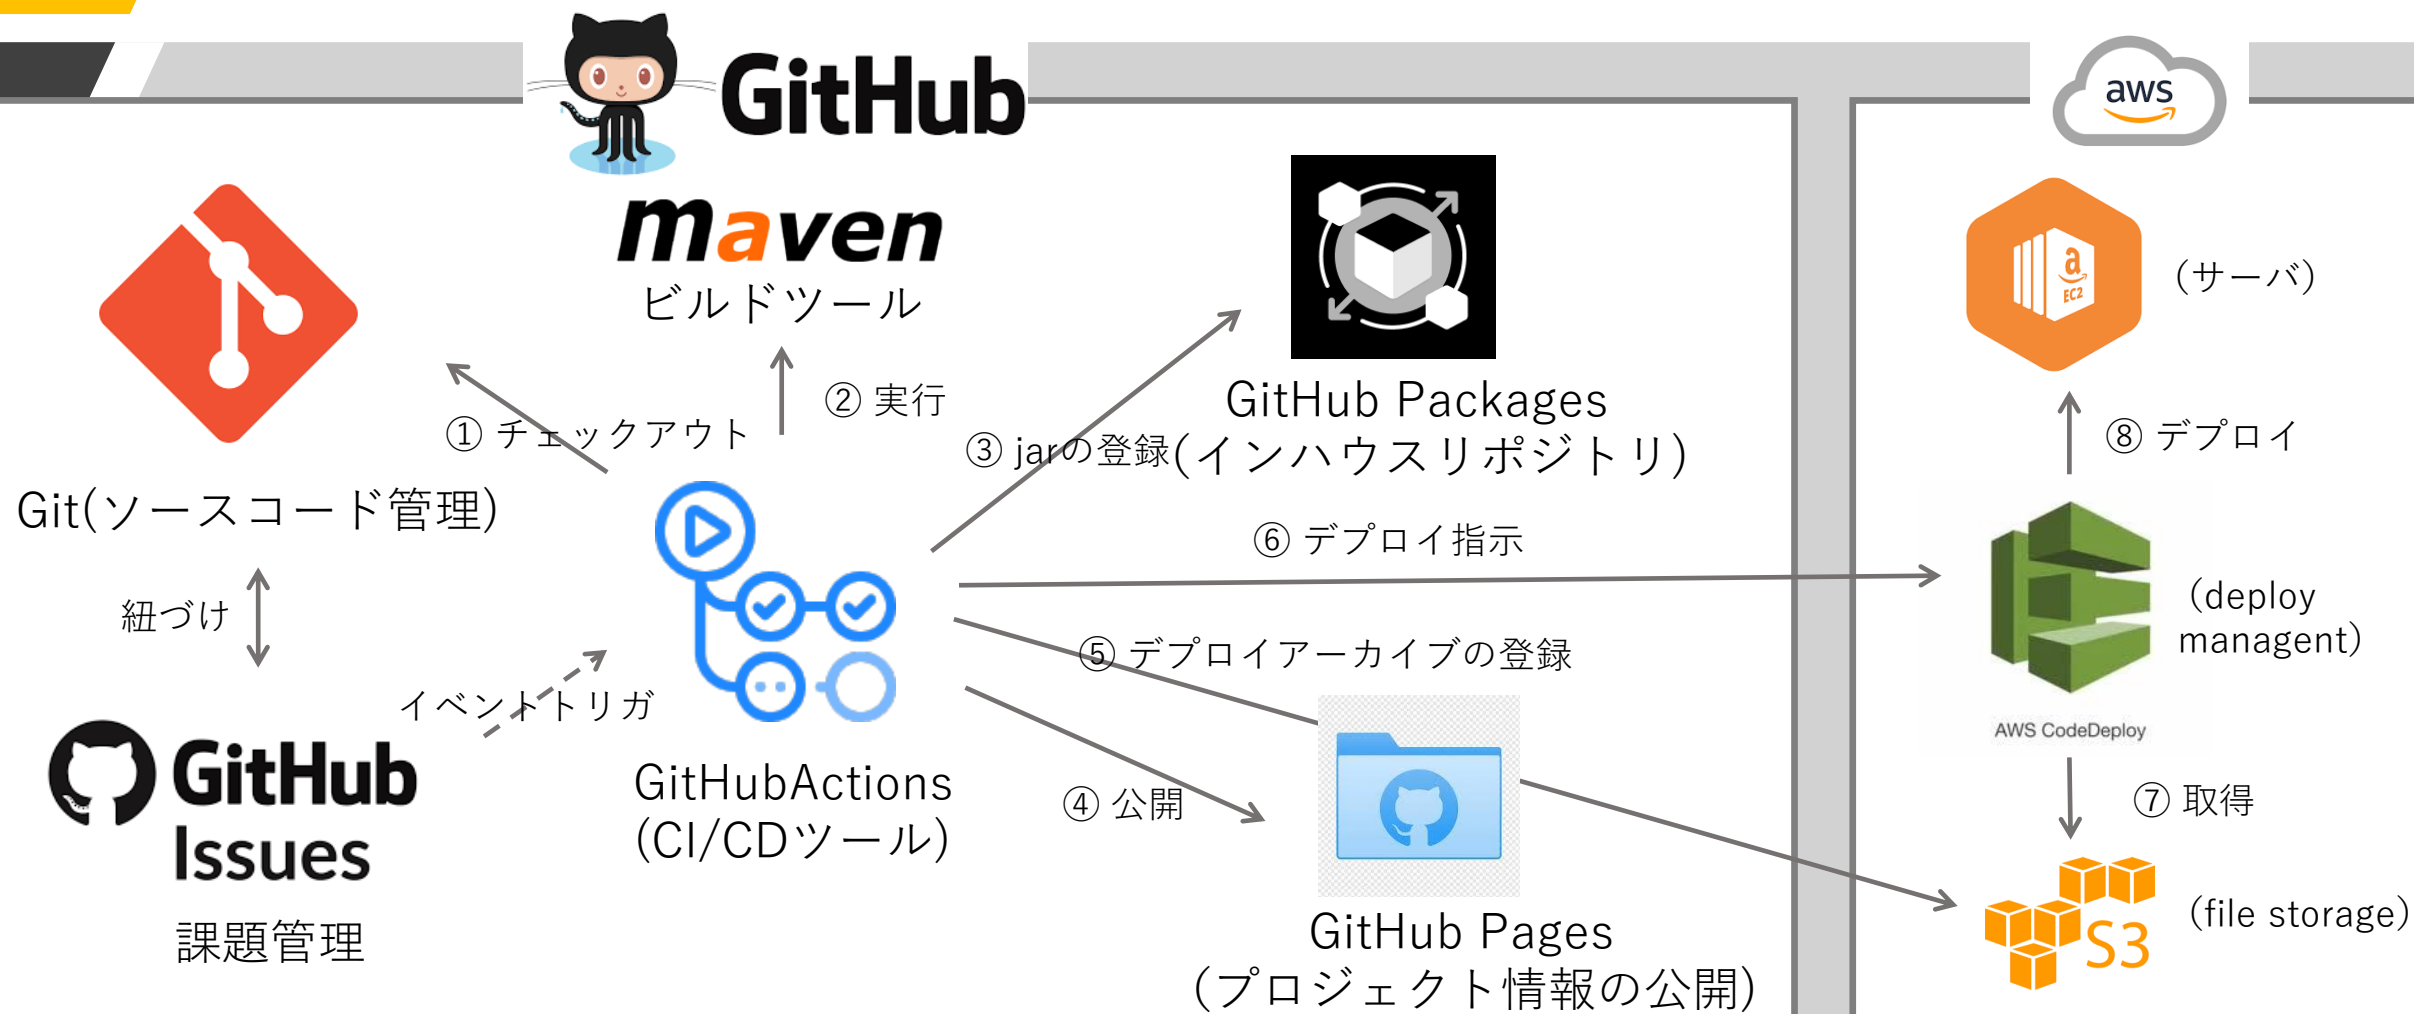 GitHub
aws
maven
ビルドツール
a
EC2
(サーバ)
① チェックアウト
② 実行
GitHub Packages
③ jarの登録(インハウスリポジトリ)
⑧ デプロイ
Git(ソースコード管理)
⑥ デプロイ指示
紐づけ
(deploy
managent)
⑤ デプロイアーカイブの登録
イベントトリガ
AWS CodeDeploy
GitHub
Issues
GitHubActions
(CI/CDツール)
④ 公開
⑦ 取得
課題管理
GitHub Pages
(プロジェクト情報の公開)
S3
(file storage)